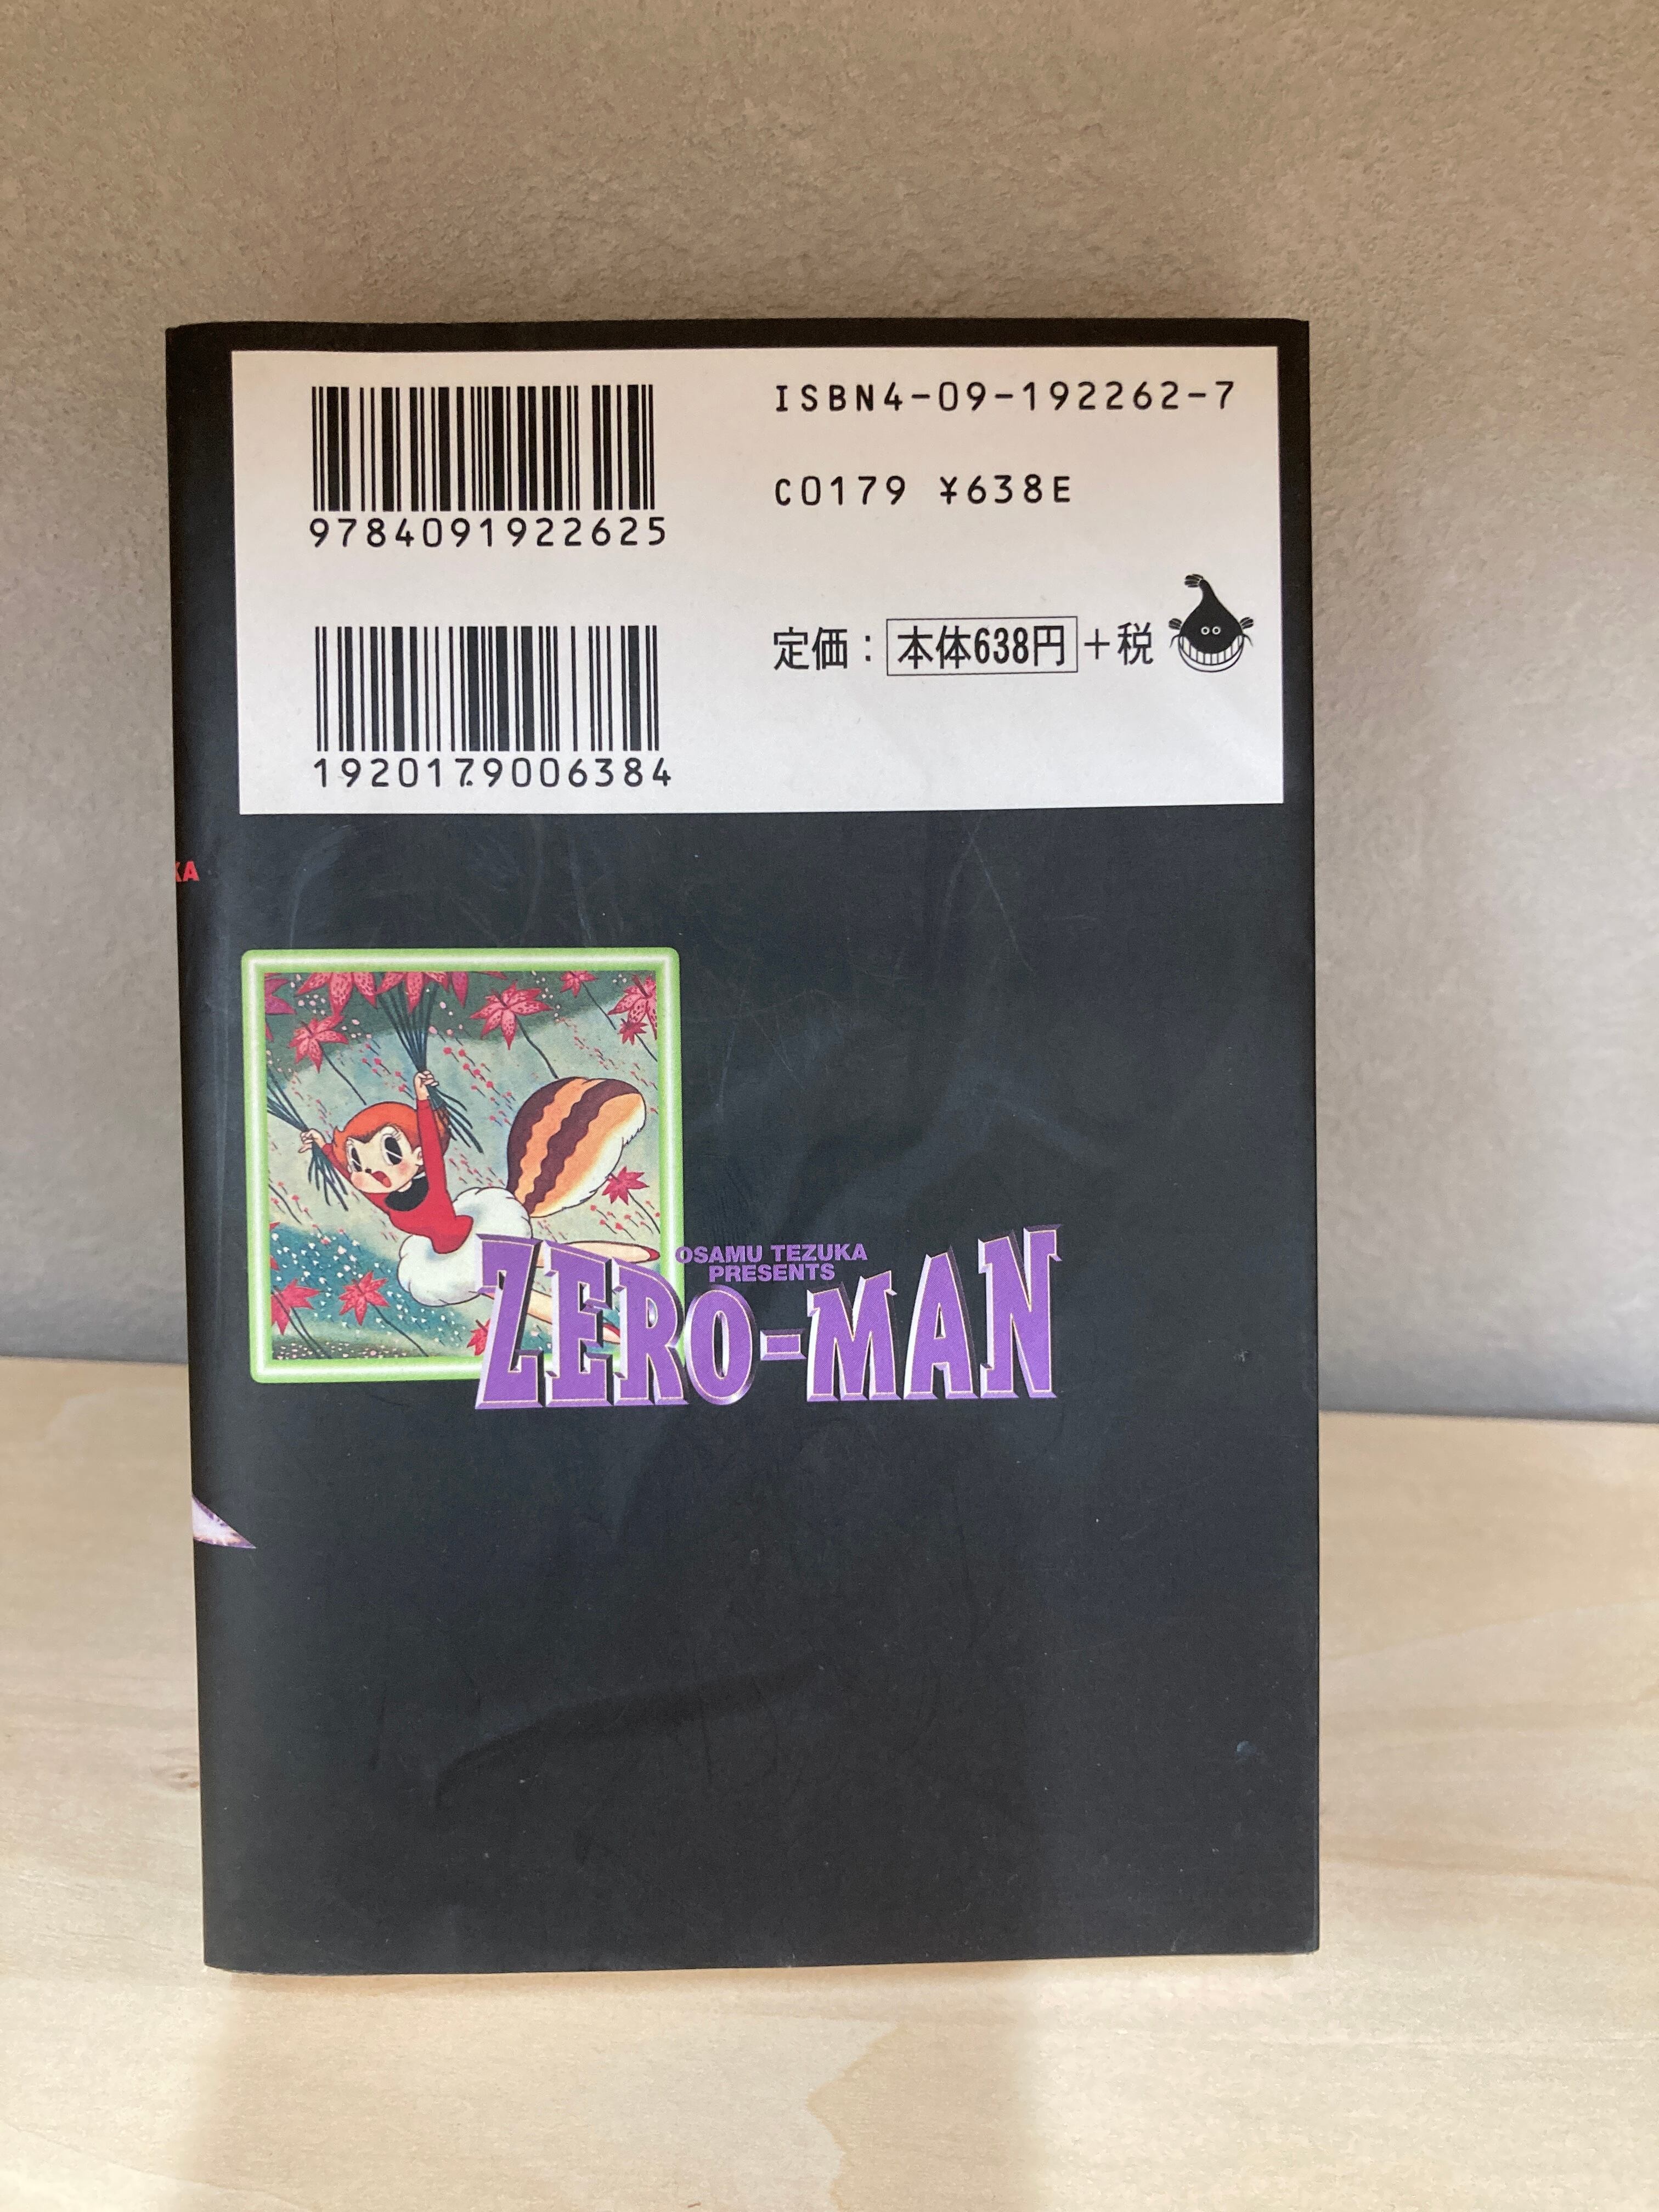 ISBN4-09-192262-7
9784091922625
C0179 ¥638E
定価：本体638円+税
1920179006384
KA
OSAMU TEZUKA
PRESENTS
ZERO-MAN